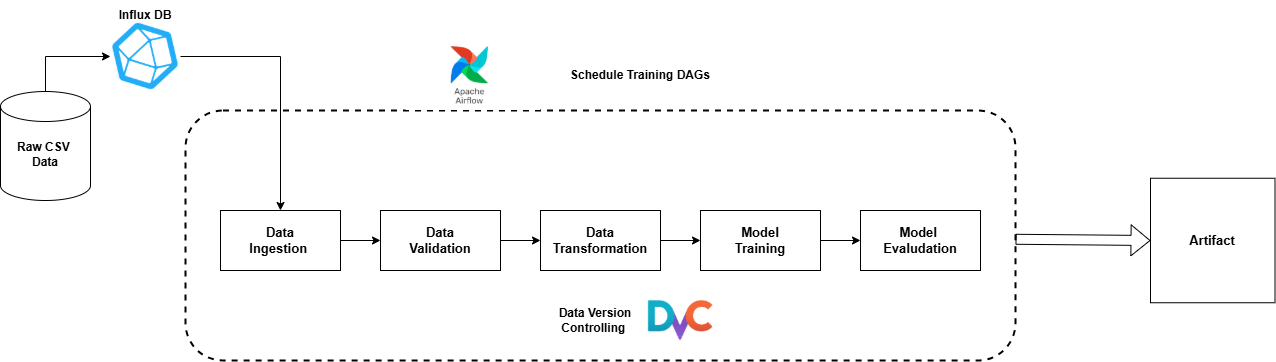 Influx DB
Apache
Airflow
Schedule Training DAGs
Raw CSV
Data
Data
Ingestion
Data
Validation
Data
Transformation
Model
Training
Model
Evaludation
Artifact
Data Version
Controlling
DVC